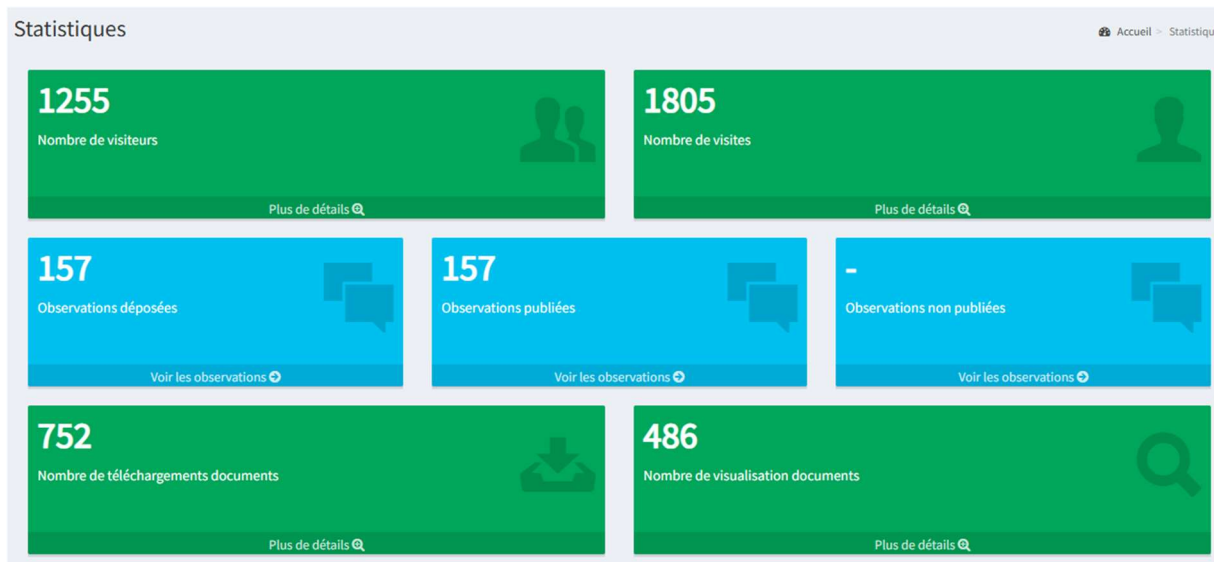 Statistiques
Accueil > Statistiqu
1255
Nombre de visiteurs
Plus de détails
1805
Nombre de visites
Plus de détails
157
Observations déposées
Voir les observations
157
Observations publiées
Voir les observations
-
Observations non publiées
Voir les observations
752
Nombre de téléchargements documents
Plus de détails
486
Nombre de visualisation documents
Plus de détails